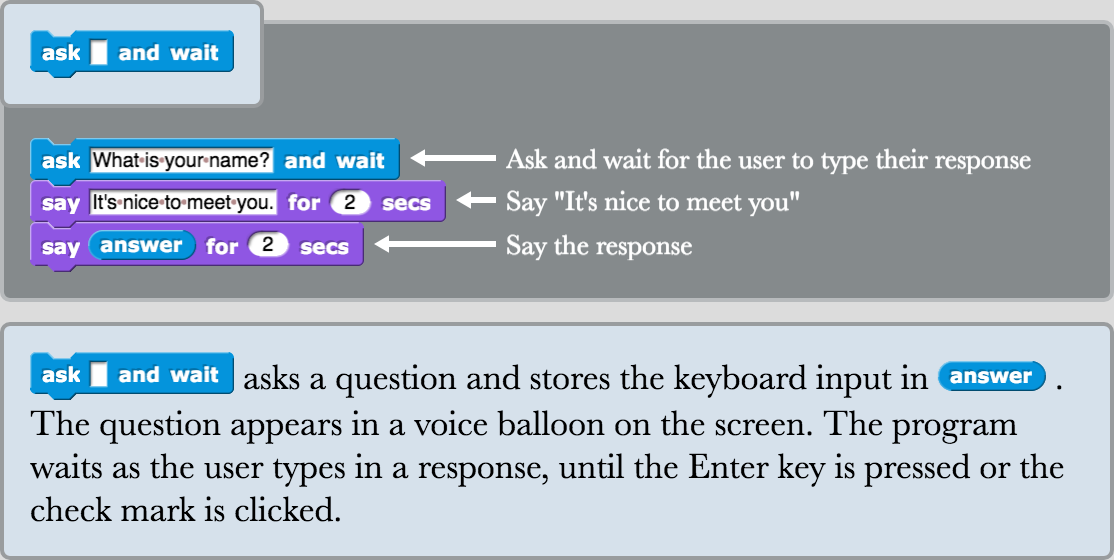 ask and wait
ask What is your name? and wait Ask and wait for the user to type their response
say It's nice to meet you. for 2 secs Say "It's nice to meet you"
say answer for 2 secs Say the response
ask and wait asks a question and stores the keyboard input in answer .
The question appears in a voice balloon on the screen. The program
waits as the user types in a response, until the Enter key is pressed or the
check mark is clicked.